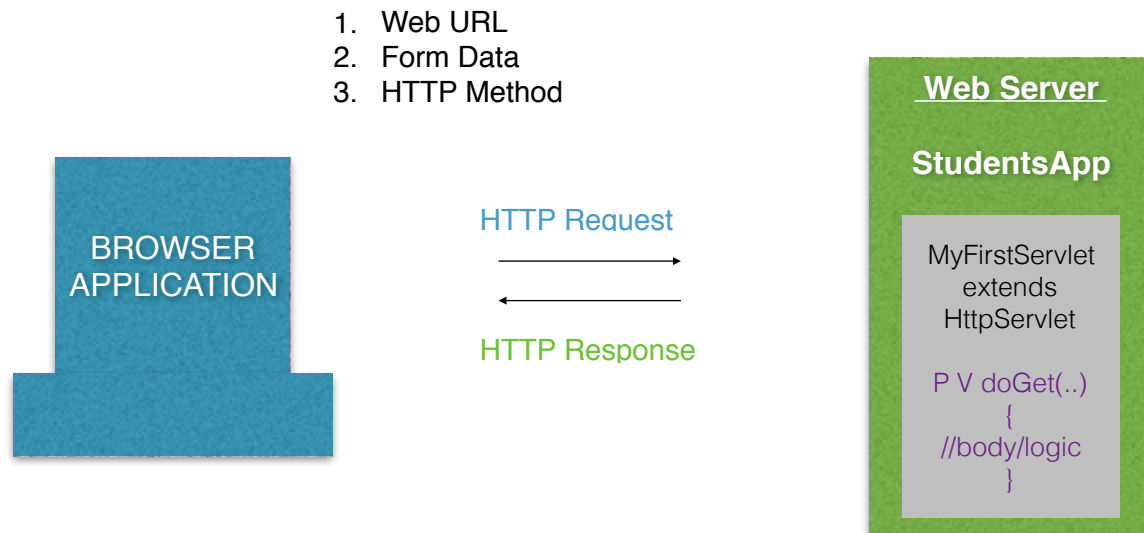 1. Web URL
2. Form Data
3. HTTP Method
Web Server
StudentsApp
BROWSER
APPLICATION
HTTP Request
HTTP Response
MyFirstServlet
extends
HttpServlet
P V doGet(..)
{
//body/logic
}